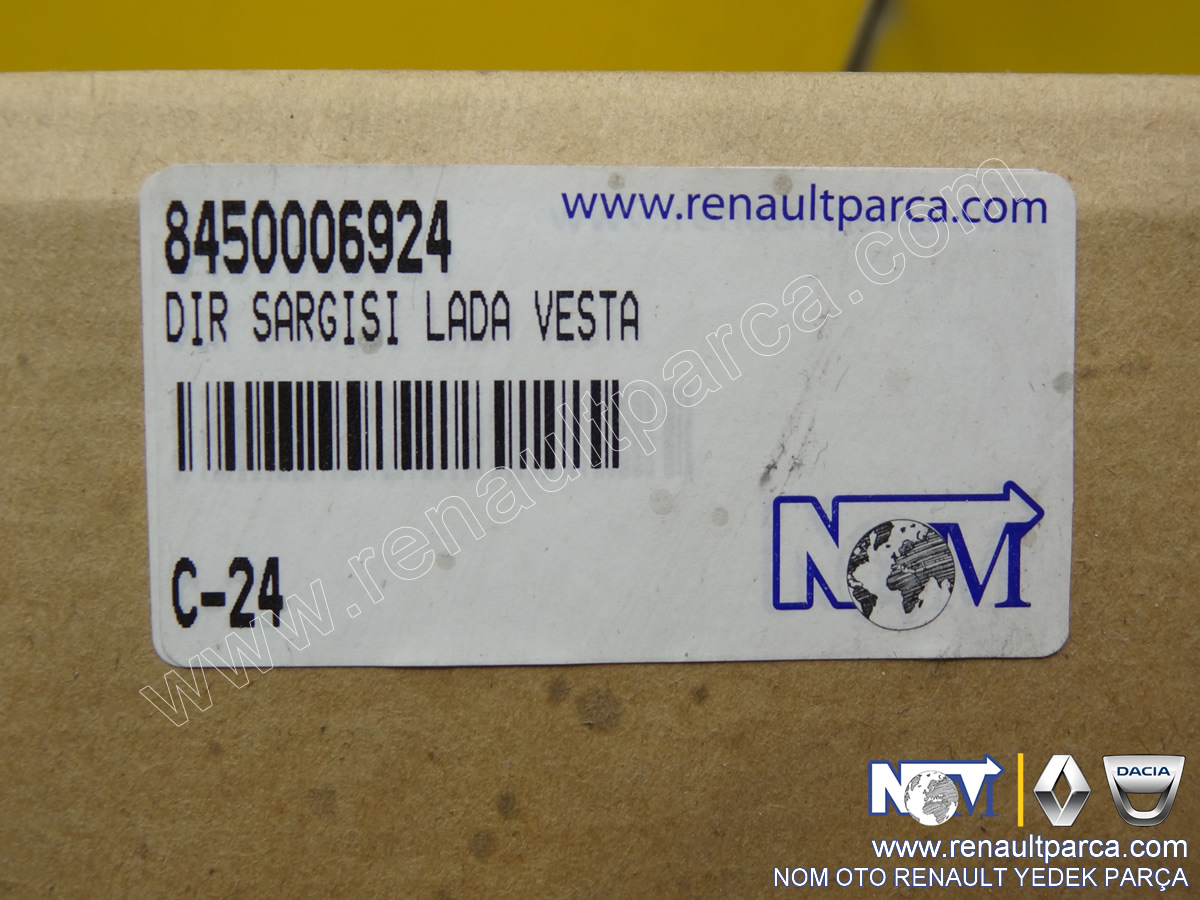 www.renaultparca.com
8450006924
DIR SARGISI LADA VESTA
C-24
NOM
www.renaultparca.com
NOM
DACIA
www.renaultparca.com
NOM OTO RENAULT YEDEK PARÇA